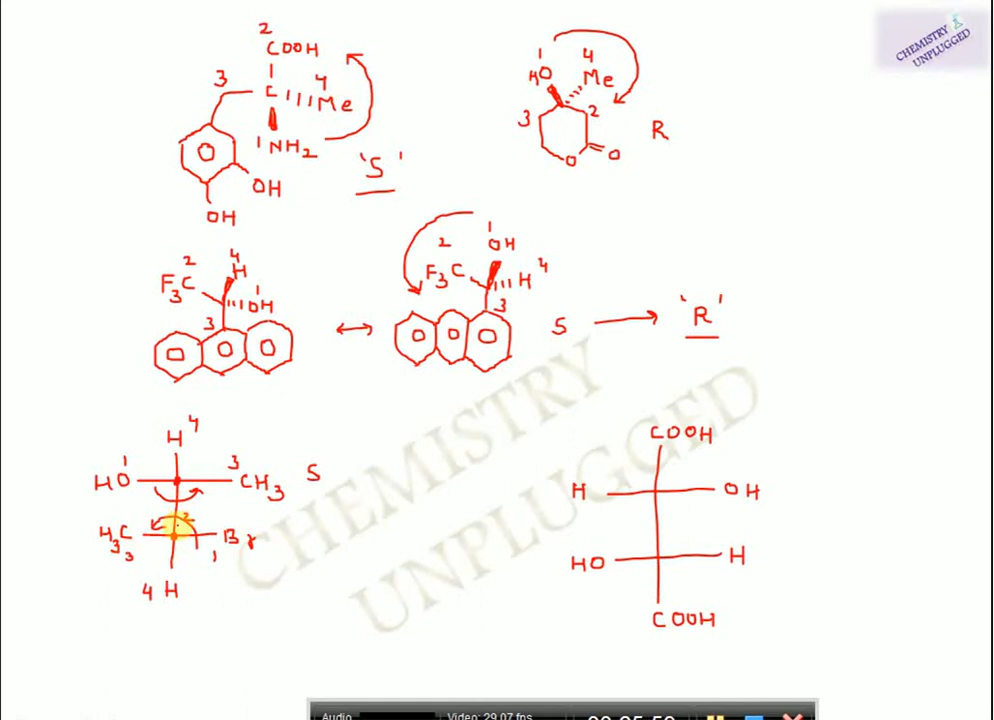 CHEMISTRY
UNPLUGGED
2
COOH
3
4
C
Me
1 NH2
'S'
OH
OH
1
4
HO
Me
3
2
O
O
R
2
4
F3C
H
1
OH
3
2
1
OH
F3C
H 4
3
S
'R'
H 4
1
HO
3
CH3
S
2
H3C
3
Br
1
4 H
COOH
H
OH
HO
H
COOH
CHEMISTRY
UNPLUGGED
Audio
Video: 29.07 fps